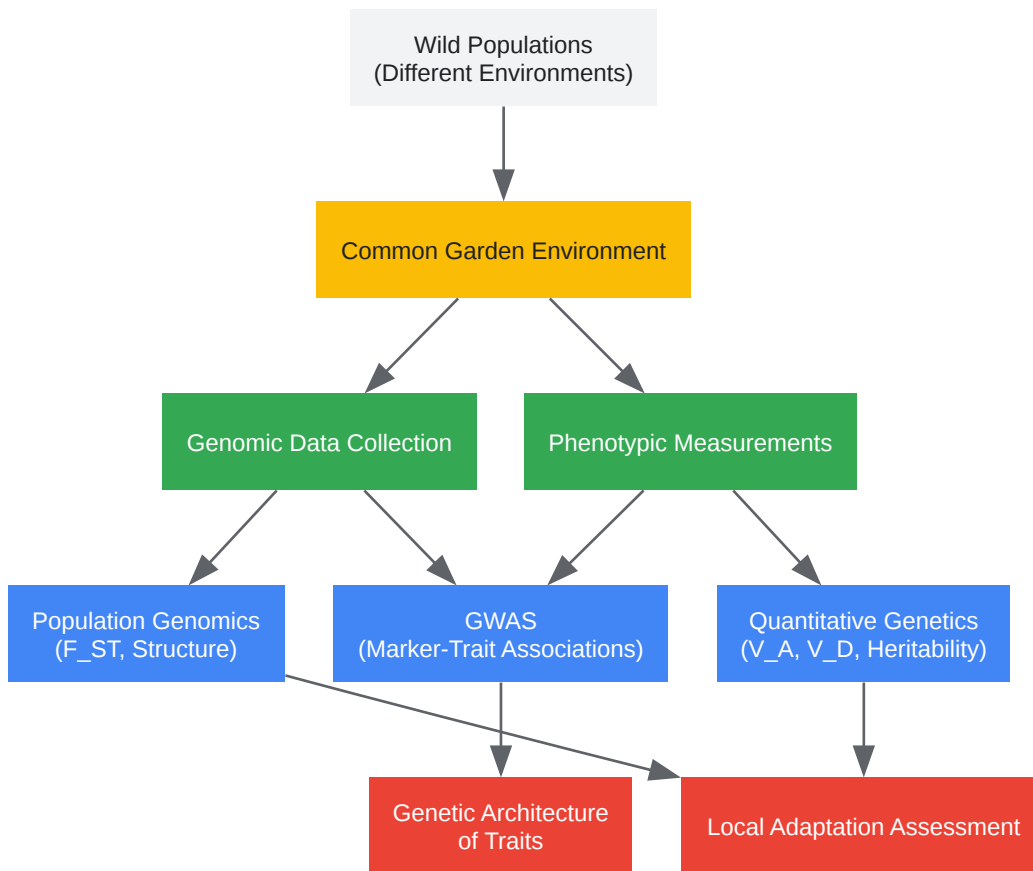 Wild Populations
(Different Environments)
Common Garden Environment
Genomic Data Collection
Phenotypic Measurements
Population Genomics
(F_ST, Structure)
GWAS
(Marker-Trait Associations)
Quantitative Genetics
(V_A, V_D, Heritability)
Genetic Architecture
of Traits
Local Adaptation Assessment